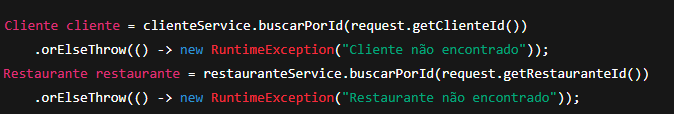 Cliente cliente = clienteService.buscarPorId(request.getClienteId())
.orElseThrow(() -> new RuntimeException("Cliente não encontrado"));
Restaurante restaurante = restauranteService.buscarPorId(request.getRestauranteId())
.orElseThrow(() -> new RuntimeException("Restaurante não encontrado"));